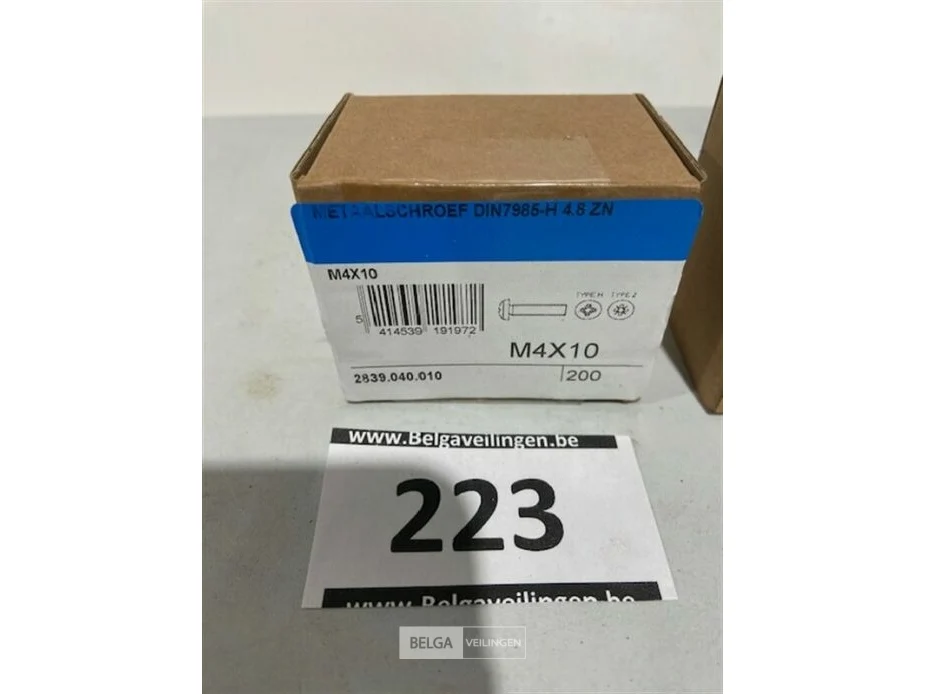 METAALSCHROEF DIN7985-H 4.8 ZN
M4X10
TYPE H TYPE Z
5 414539 191972
M4X10
2839.040.010 200
www.Belgaveilingen.be
223
www.Belgaveilingen.be
BELGA VEILINGEN